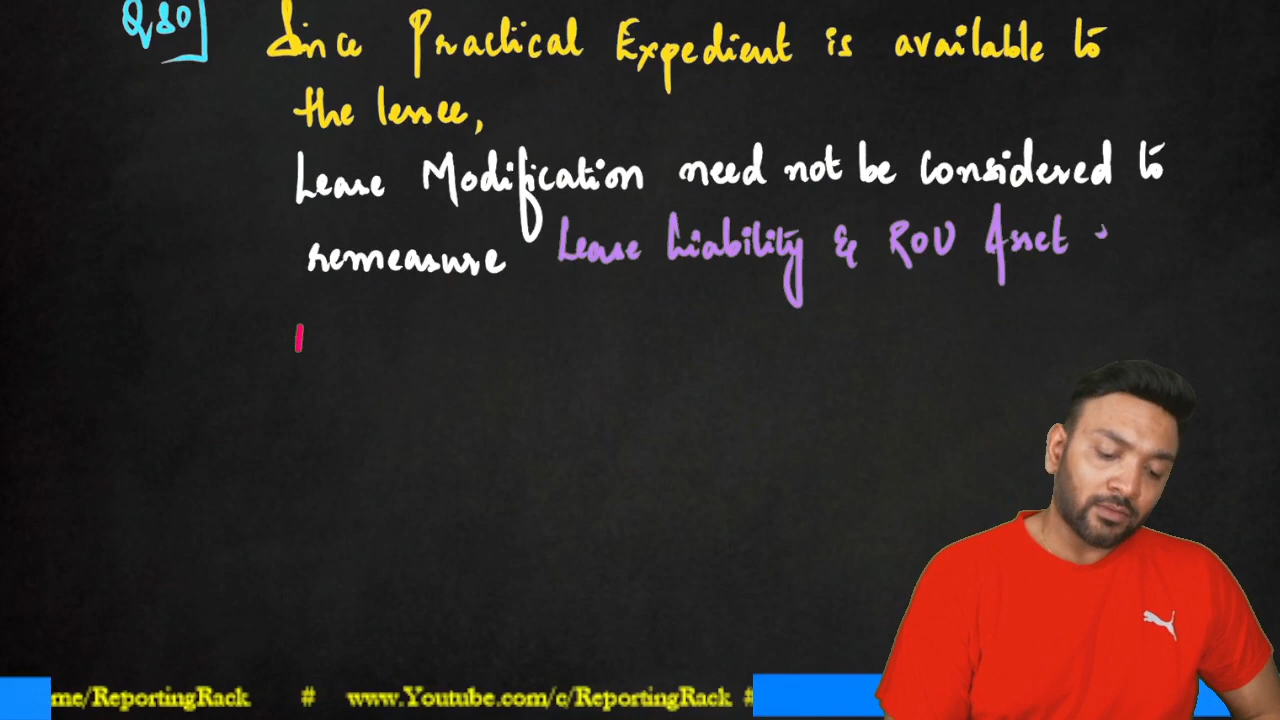 Q30]
Since Practical Expedient is available to
the lessee,
Lease Modification need not be considered to
remeasure Lease Liability & ROU Asset.
me/ReportingRack # www.Youtube.com/c/ReportingRack #